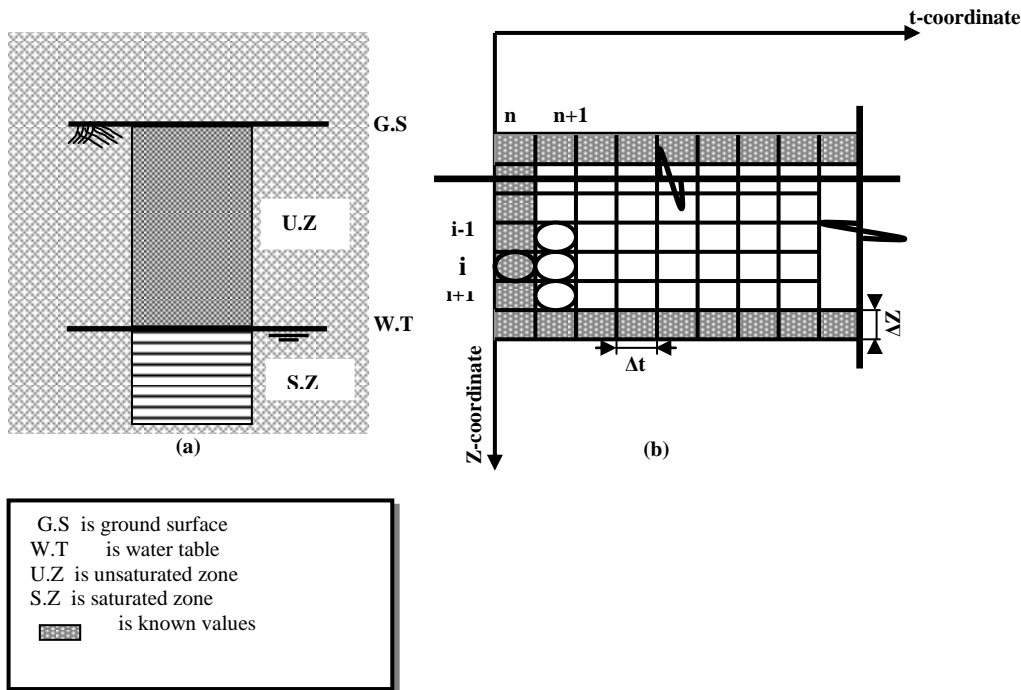 G.S
U.Z
W.T
S.Z
(a)
t-coordinate
n n+1
i-1
i
i+1
ΔZ
Δt
Z-coordinate
(b)
G.S is ground surface
W.T is water table
U.Z is unsaturated zone
S.Z is saturated zone
is known values